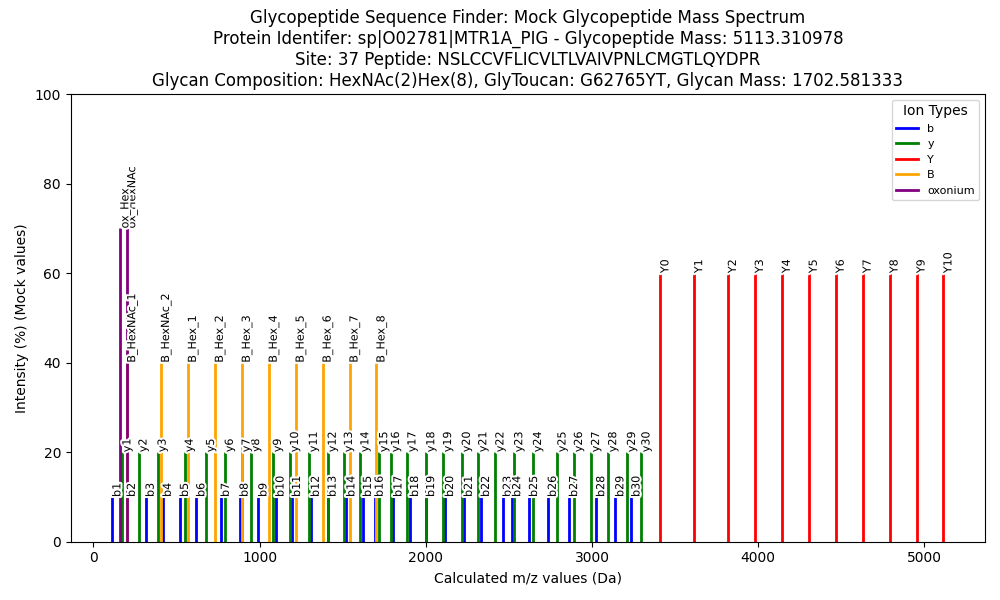 Glycopeptide Sequence Finder: Mock Glycopeptide Mass Spectrum
Protein Identifer: sp|O02781|MTR1A_PIG - Glycopeptide Mass: 5113.310978
Site: 37 Peptide: NSLCCVFLICVLTLVAIVPNLCMGTLQYDPR
Glycan Composition: HexNAc(2)Hex(8), GlyToucan: G62765YT, Glycan Mass: 1702.581333
Intensity (%) (Mock values)
100
80
60
40
20
0
Ion Types
b
y
Y
B
oxonium
ox_Hex
ox_HexNAc
Y0 Y1 Y2 Y3 Y4 Y5 Y6 Y7 Y8 Y9 Y10
B_HexNAc_1 B_HexNAc_2 B_Hex_1 B_Hex_2 B_Hex_3 B_Hex_4 B_Hex_5 B_Hex_6 B_Hex_7 B_Hex_8
y1 y2 y3 y4 y5 y6 y7 y8 y9 y10 y11 y12 y13 y14 y15 y16 y17 y18 y19 y20 y21 y22 y23 y24 y25 y26 y27 y28 y29 y30
b1 b2 b3 b4 b5 b6 b7 b8 b9 b10 b11 b12 b13 b14 b15 b16 b17 b18 b19 b20 b21 b22 b23 b24 b25 b26 b27 b28 b29 b30
0 1000 2000 3000 4000 5000
Calculated m/z values (Da)